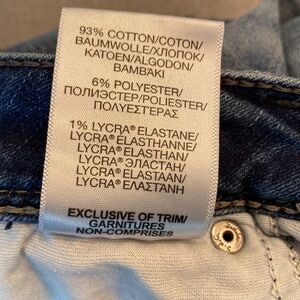 93% COTTON/COTON/
BAUMWOLLE/ХЛОПОК/
KATOEN/ALGODON/
ΒΑΜΒΑΚΙ
6% POLYESTER/
ПОЛИЭСТЕР/POLIESTER/
ΠΟΛΥΕΣΤΕΡΑΣ
1% LYCRA® ELASTANE/
LYCRA® ELASTHANNE/
LYCRA® ELASTHAN/
LYCRA® ЭЛАСТАН/
LYCRA® ELASTAAN/
LYCRA® ΕΛΑΣΤΑΝΗ
EXCLUSIVE OF TRIM/
GARNITURES
NON-COMPRISES